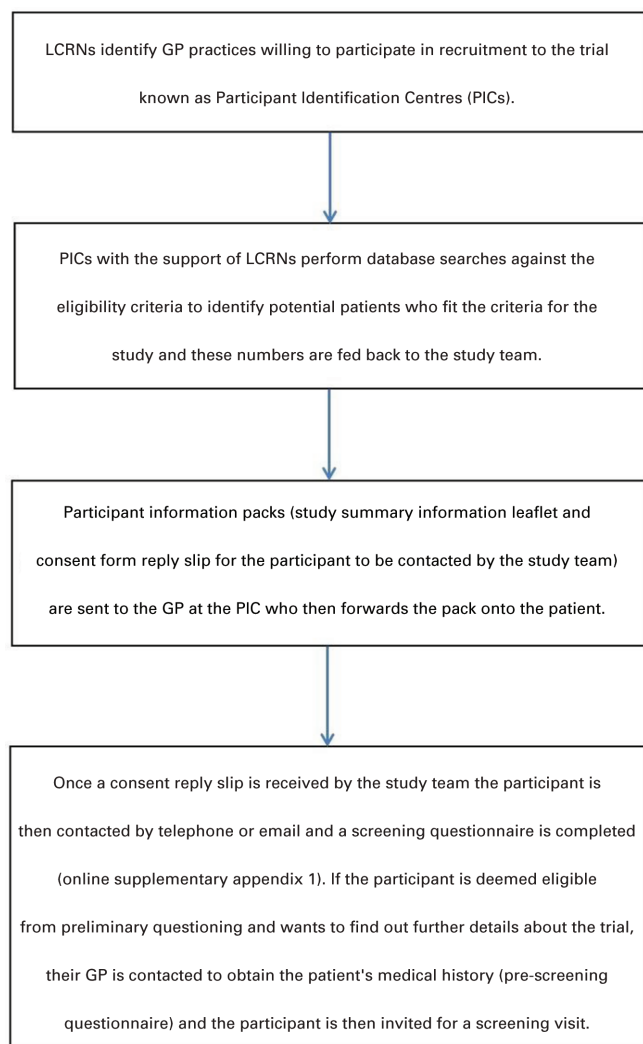 LCRNs identify GP practices willing to participate in recruitment to the trial
known as Participant Identification Centres (PICs).
PICs with the support of LCRNs perform database searches against the
eligibility criteria to identify potential patients who fit the criteria for the
study and these numbers are fed back to the study team.
Participant information packs (study summary information leaflet and
consent form reply slip for the participant to be contacted by the study team)
are sent to the GP at the PIC who then forwards the pack onto the patient.
Once a consent reply slip is received by the study team the participant is
then contacted by telephone or email and a screening questionnaire is completed
(online supplementary appendix 1). If the participant is deemed eligible
from preliminary questioning and wants to find out further details about the trial,
their GP is contacted to obtain the patient's medical history (pre-screening
questionnaire) and the participant is then invited for a screening visit.